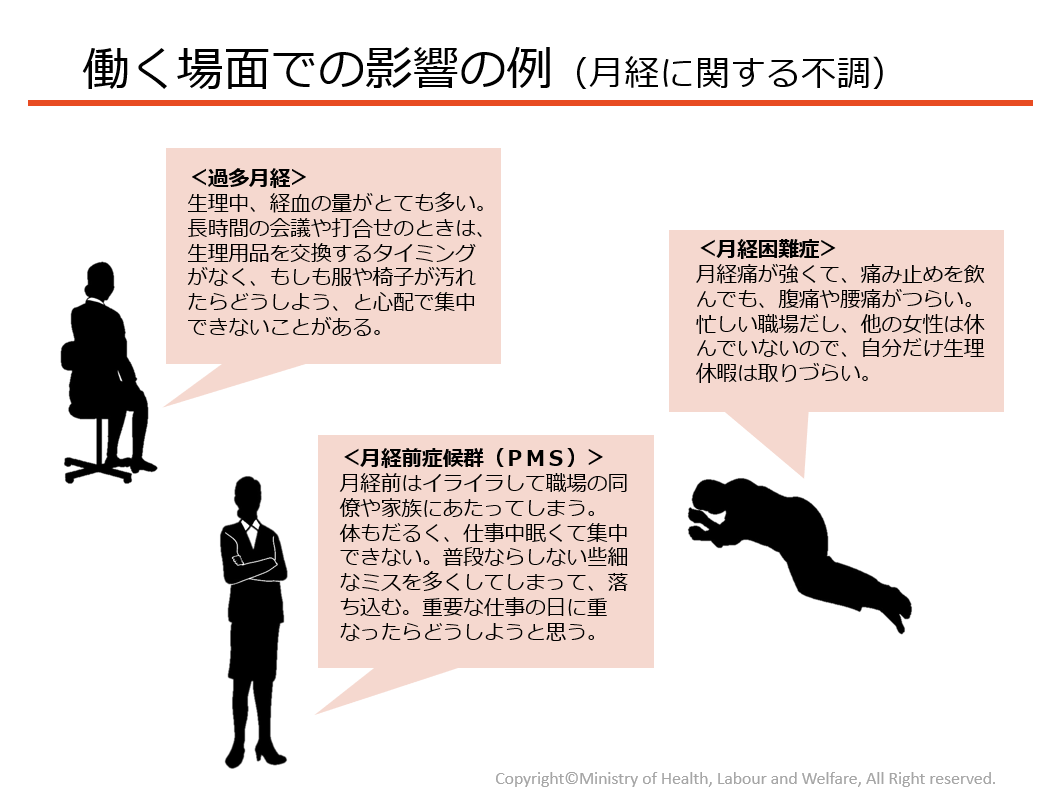 働く場面での影響の例（月経に関する不調）
＜過多月経＞
生理中、経血の量がとても多い。
長時間の会議や打合せのときは、
生理用品を交換するタイミング
がなく、もしも服や椅子が汚れ
たらどうしよう、と心配で集中
できないことがある。
＜月経困難症＞
月経痛が強くて、痛み止めを飲
んでも、腹痛や腰痛がつらい。
忙しい職場だし、他の女性は休
んでいないので、自分だけ生理
休暇は取りづらい。
＜月経前症候群（ＰＭＳ）＞
月経前はイライラして職場の同
僚や家族にあたってしまう。
体もだるく、仕事中眠くて集中
できない。普段ならしない些細
なミスを多くしてしまって、落
ち込む。重要な仕事の日に重
なったらどうしようと思う。
Copyright©Ministry of Health, Labour and Welfare, All Right reserved.